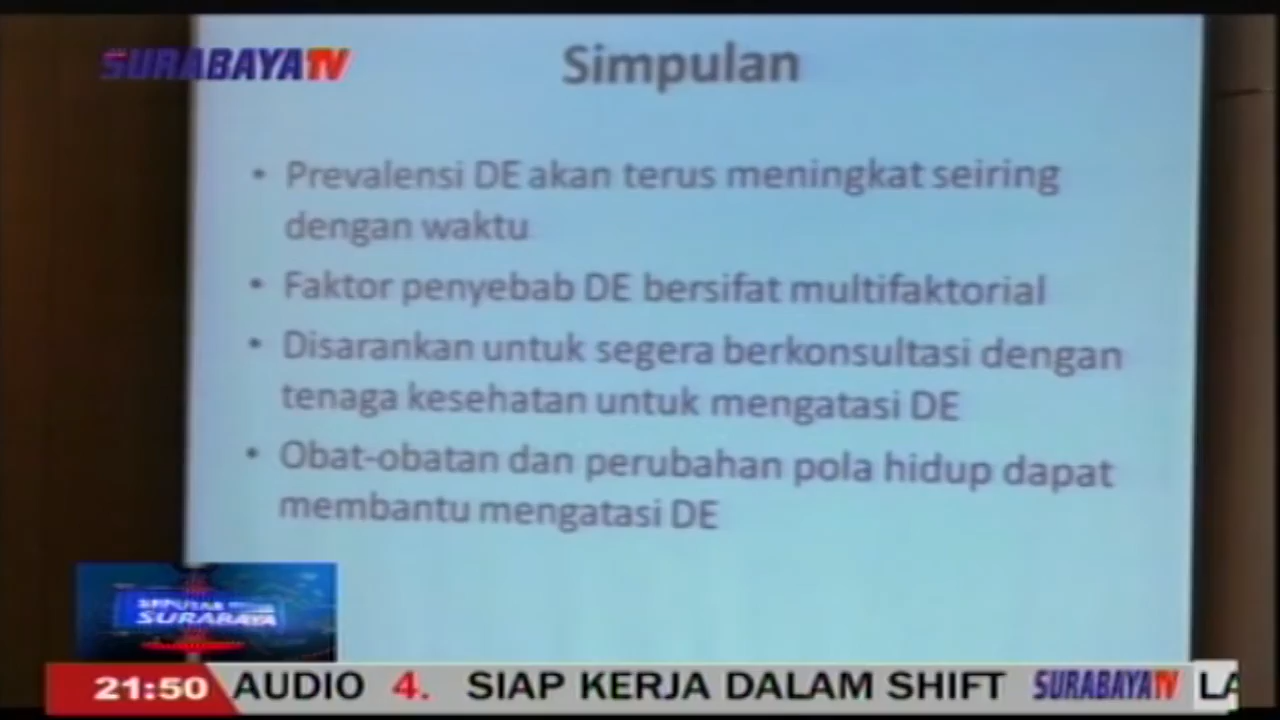 SURABAYATV
Simpulan
• Prevalensi DE akan terus meningkat seiring
dengan waktu
• Faktor penyebab DE bersifat multifaktorial
• Disarankan untuk segera berkonsultasi dengan
tenaga kesehatan untuk mengatasi DE
• Obat-obatan dan perubahan pola hidup dapat
membantu mengatasi DE
SEPUTAR
SURABAYA
21:50 AUDIO 4. SIAP KERJA DALAM SHIFT SURABAYATV LA